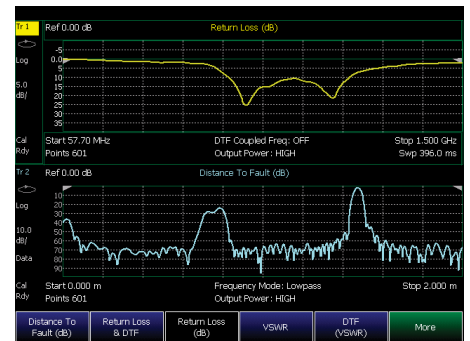 Tr 1 Ref 0.00 dB Return Loss (dB)
-5
Log 0.0
5
5.0 10
dB/ 15
20
25
30
35
Cal Start 57.70 MHz DTF Coupled Freq: OFF Stop 1.500 GHz
Rdy Points 601 Output Power: HIGH Swp 396.0 ms
Tr 2 Ref 0.00 dB Distance To Fault (dB)
10
20
Log 30
40
10.0 50
dB/ 60
70
Data 80
90
Cal Start 0.000 m Frequency Mode: Lowpass Stop 2.000 m
Rdy Points 601 Output Power: HIGH
Distance To Fault (dB)
Return Loss & DTF
Return Loss (dB)
VSWR
DTF (VSWR)
More